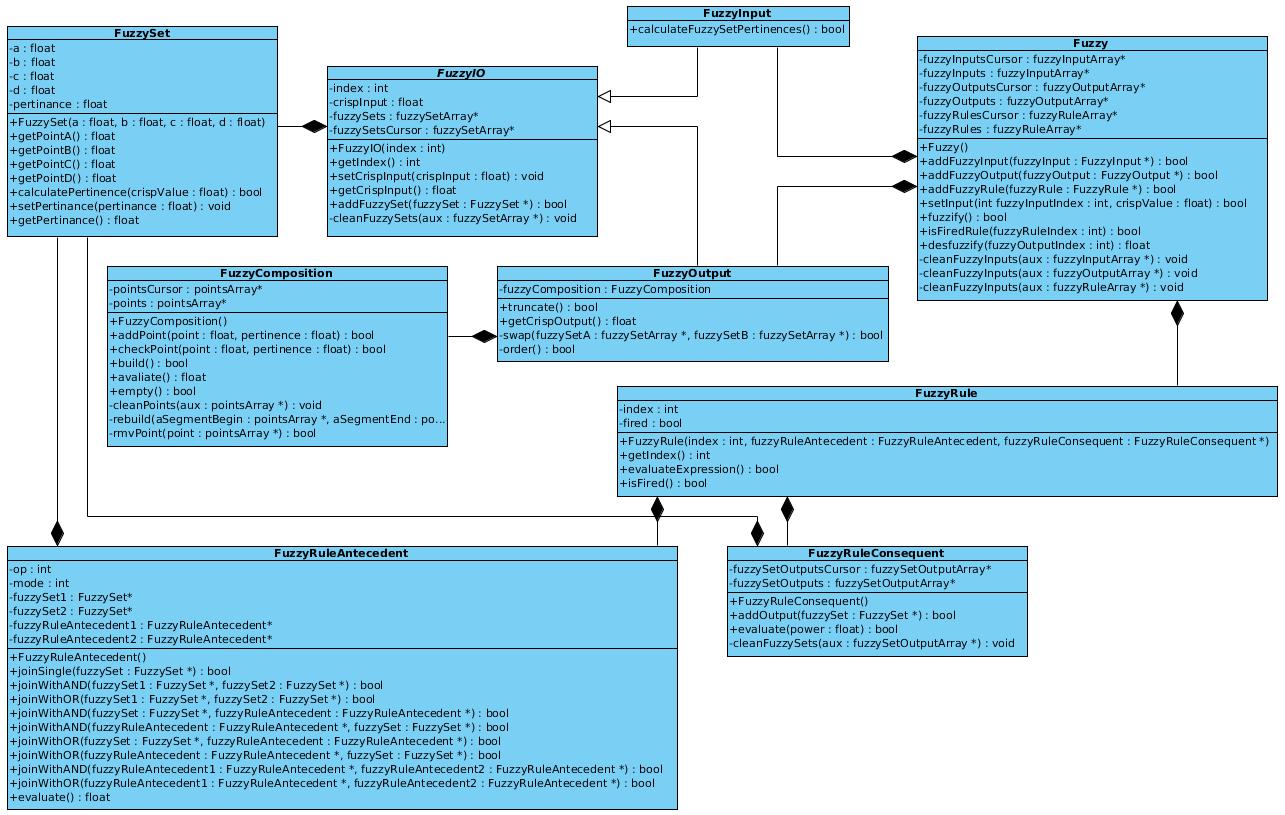 FuzzySet
-a : float
-b : float
-c : float
-d : float
-pertinance : float
+FuzzySet(a : float, b : float, c : float, d : float)
+getPointA() : float
+getPointB() : float
+getPointC() : float
+getPointD() : float
+calculatePertinence(crispValue : float) : bool
+setPertinance(pertinance : float) : void
+getPertinance() : float
FuzzyIO
-index : int
-crispInput : float
-fuzzySets : fuzzySetArray*
-fuzzySetsCursor : fuzzySetArray*
+FuzzyIO(index : int)
+getIndex() : int
+setCrispInput(crispInput : float) : void
+getCrispInput() : float
+addFuzzySet(fuzzySet : FuzzySet *) : bool
-cleanFuzzySets(aux : fuzzySetArray *) : void
FuzzyInput
+calculateFuzzySetPertinences() : bool
Fuzzy
-fuzzyInputsCursor : fuzzyInputArray*
-fuzzyInputs : fuzzyInputArray*
-fuzzyOutputsCursor : fuzzyOutputArray*
-fuzzyOutputs : fuzzyOutputArray*
-fuzzyRulesCursor : fuzzyRuleArray*
-fuzzyRules : fuzzyRuleArray*
+Fuzzy()
+addFuzzyInput(fuzzyInput : FuzzyInput *) : bool
+addFuzzyOutput(fuzzyOutput : FuzzyOutput *) : bool
+addFuzzyRule(fuzzyRule : FuzzyRule *) : bool
+setInput(int fuzzyInputIndex : int, crispValue : float) : bool
+fuzzify() : bool
+isFiredRule(fuzzyRuleIndex : int) : bool
+desfuzzify(fuzzyOutputIndex : int) : float
-cleanFuzzyInputs(aux : fuzzyInputArray *) : void
-cleanFuzzyInputs(aux : fuzzyOutputArray *) : void
-cleanFuzzyInputs(aux : fuzzyRuleArray *) : void
FuzzyComposition
-pointsCursor : pointsArray*
-points : pointsArray*
+FuzzyComposition()
+addPoint(point : float, pertinence : float) : bool
+checkPoint(point : float, pertinence : float) : bool
+build() : bool
+avaliate() : float
+empty() : bool
-cleanPoints(aux : pointsArray *) : void
-rebuild(aSegmentBegin : pointsArray *, aSegmentEnd : po...
-rmvPoint(point : pointsArray *) : bool
FuzzyOutput
-fuzzyComposition : FuzzyComposition
+truncate() : bool
+getCrispOutput() : float
-swap(fuzzySetA : fuzzySetArray *, fuzzySetB : fuzzySetArray *) : bool
-order() : bool
FuzzyRule
-index : int
-fired : bool
+FuzzyRule(index : int, fuzzyRuleAntecedent : FuzzyRuleAntecedent, fuzzyRuleConsequent : FuzzyRuleConsequent *)
+getIndex() : int
+evaluateExpression() : bool
+isFired() : bool
FuzzyRuleAntecedent
-op : int
-mode : int
-fuzzySet1 : FuzzySet*
-fuzzySet2 : FuzzySet*
-fuzzyRuleAntecedent1 : FuzzyRuleAntecedent*
-fuzzyRuleAntecedent2 : FuzzyRuleAntecedent*
+FuzzyRuleAntecedent()
+joinSingle(fuzzySet : FuzzySet *) : bool
+joinWithAND(fuzzySet1 : FuzzySet *, fuzzySet2 : FuzzySet *) : bool
+joinWithOR(fuzzySet1 : FuzzySet *, fuzzySet2 : FuzzySet *) : bool
+joinWithAND(fuzzySet : FuzzySet *, fuzzyRuleAntecedent : FuzzyRuleAntecedent *) : bool
+joinWithAND(fuzzyRuleAntecedent : FuzzyRuleAntecedent *, fuzzySet : FuzzySet *) : bool
+joinWithOR(fuzzySet : FuzzySet *, fuzzyRuleAntecedent : FuzzyRuleAntecedent *) : bool
+joinWithOR(fuzzyRuleAntecedent : FuzzyRuleAntecedent *, fuzzySet : FuzzySet *) : bool
+joinWithAND(fuzzyRuleAntecedent1 : FuzzyRuleAntecedent *, fuzzyRuleAntecedent2 : FuzzyRuleAntecedent *) : bool
+joinWithOR(fuzzyRuleAntecedent1 : FuzzyRuleAntecedent *, fuzzyRuleAntecedent2 : FuzzyRuleAntecedent *) : bool
+evaluate() : float
FuzzyRuleConsequent
-fuzzySetOutputsCursor : fuzzySetOutputArray*
-fuzzySetOutputs : fuzzySetOutputArray*
+FuzzyRuleConsequent()
+addOutput(fuzzySet : FuzzySet *) : bool
+evaluate(power : float) : bool
-cleanFuzzySets(aux : fuzzySetOutputArray *) : void